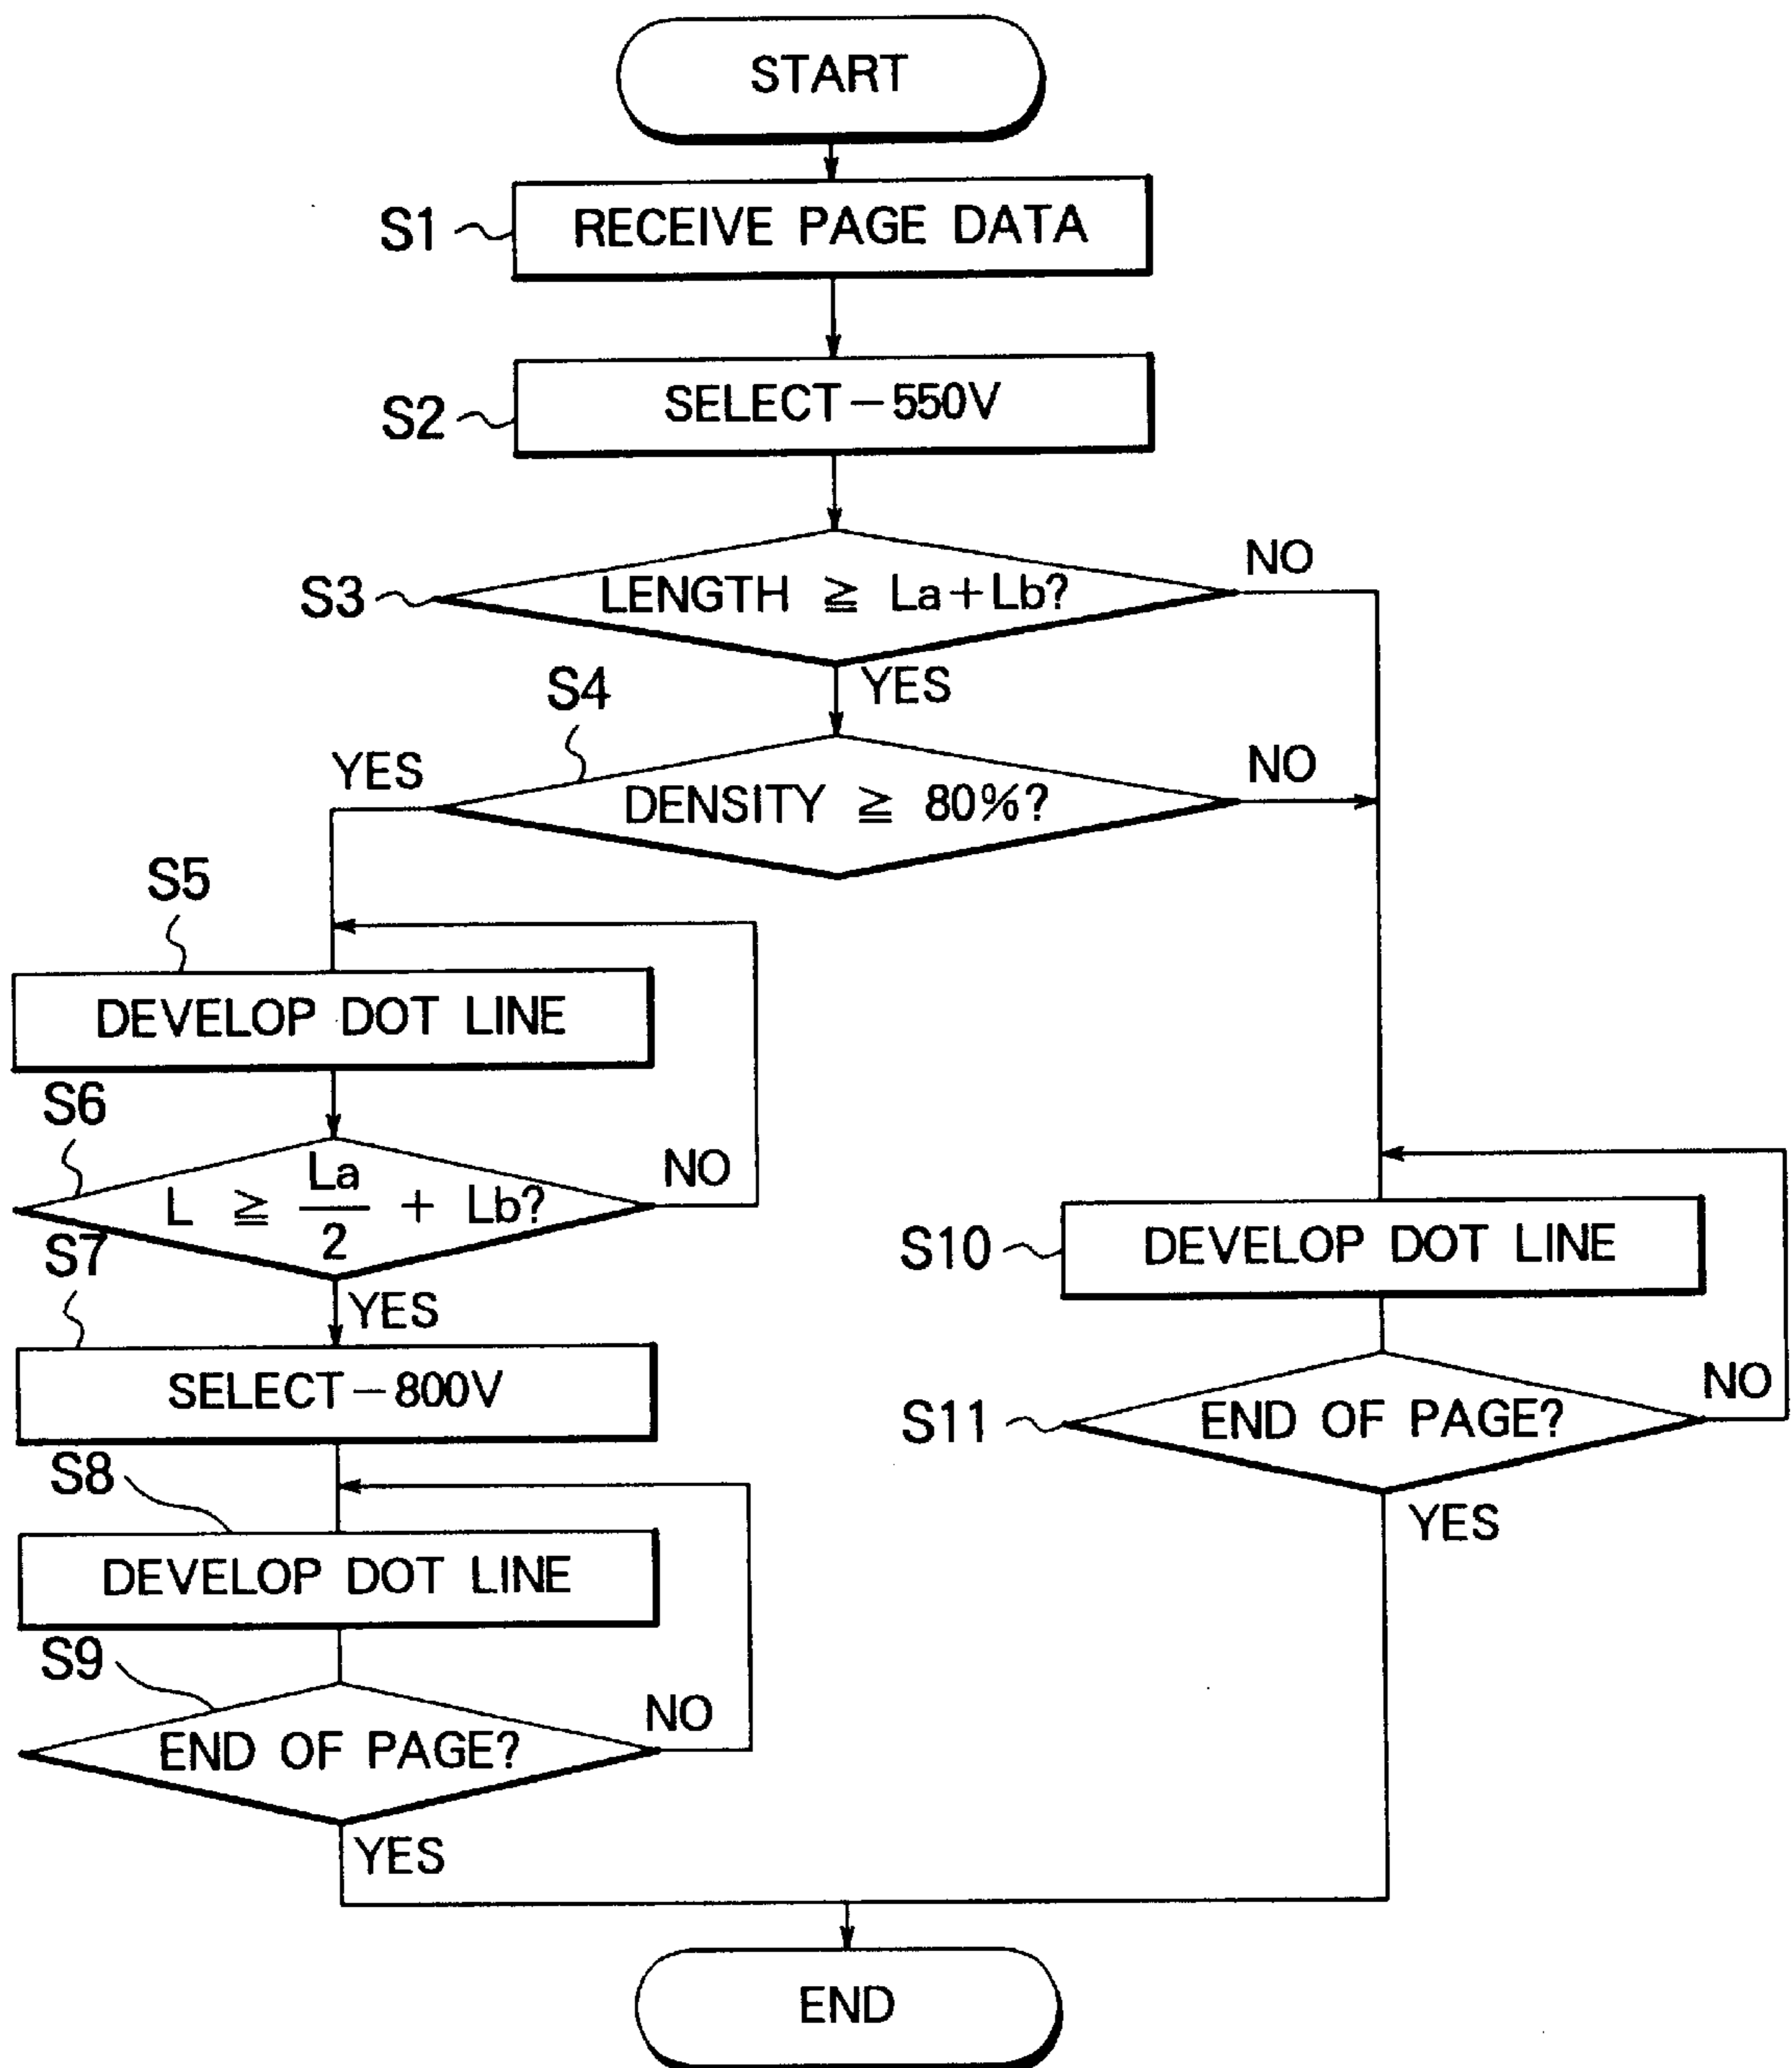 START
S1
RECEIVE PAGE DATA
S2
SELECT-550V
S3
LENGTH ≧ La+Lb?
NO
YES
S4
YES
DENSITY ≧ 80%?
NO
S5
DEVELOP DOT LINE
S6
L ≧ La/2 + Lb?
NO
YES
S7
SELECT-800V
S8
DEVELOP DOT LINE
S9
END OF PAGE?
NO
YES
S10
DEVELOP DOT LINE
S11
END OF PAGE?
NO
YES
END